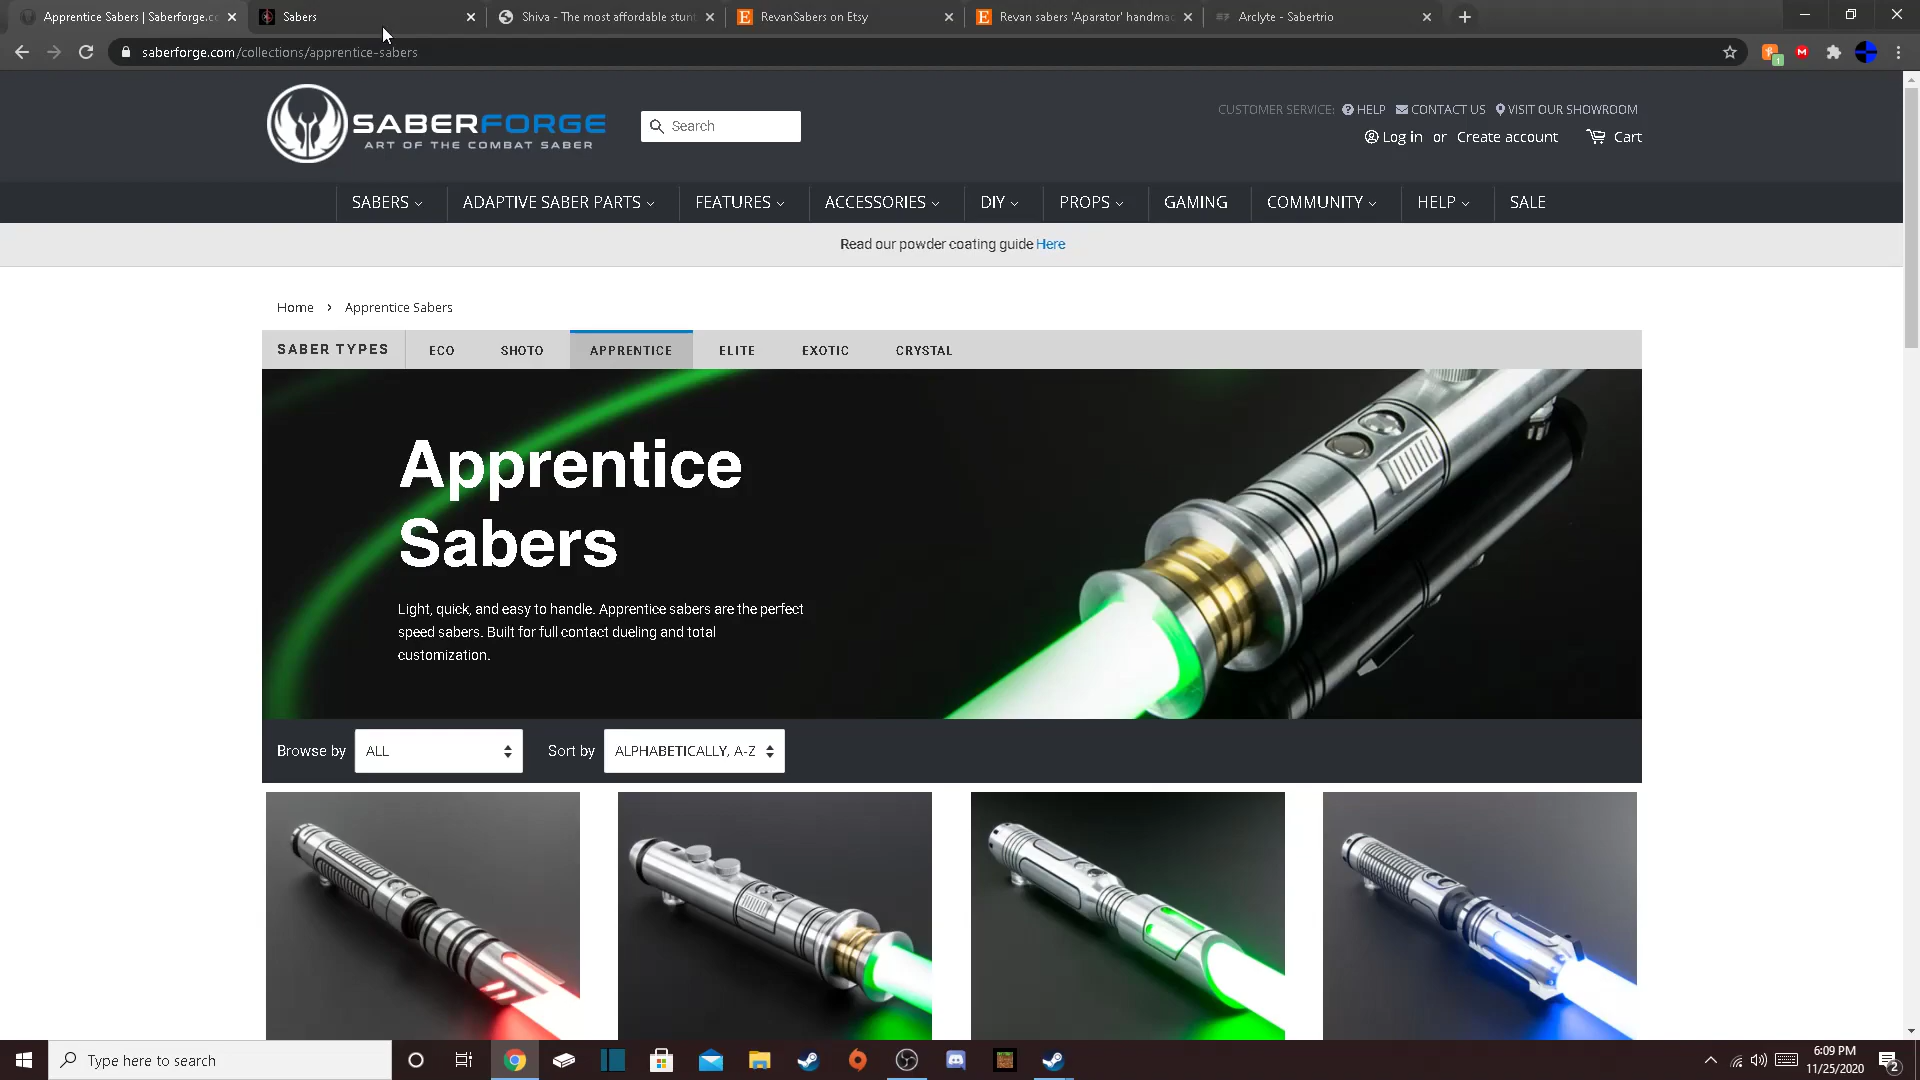 Apprentice Sabers | Saberforge.c
Sabers
Shiva - The most affordable stun
RevanSabers on Etsy
Revan sabers 'Aparator' handmac
Arclyte - Sabertrio
saberforge.com/collections/apprentice-sabers
SABERFORGE
ART OF THE COMBAT SABER
Search
CUSTOMER SERVICE: HELP CONTACT US VISIT OUR SHOWROOM
Log in or Create account Cart
SABERS ADAPTIVE SABER PARTS FEATURES ACCESSORIES DIY PROPS GAMING COMMUNITY HELP SALE
Read our powder coating guide Here
Home › Apprentice Sabers
SABER TYPES ECO SHOTO APPRENTICE ELITE EXOTIC CRYSTAL
Apprentice
Sabers
Light, quick, and easy to handle. Apprentice sabers are the perfect
speed sabers. Built for full contact dueling and total
customization.
Browse by ALL Sort by ALPHABETICALLY, A-Z
Type here to search
6:09 PM
11/25/2020
2